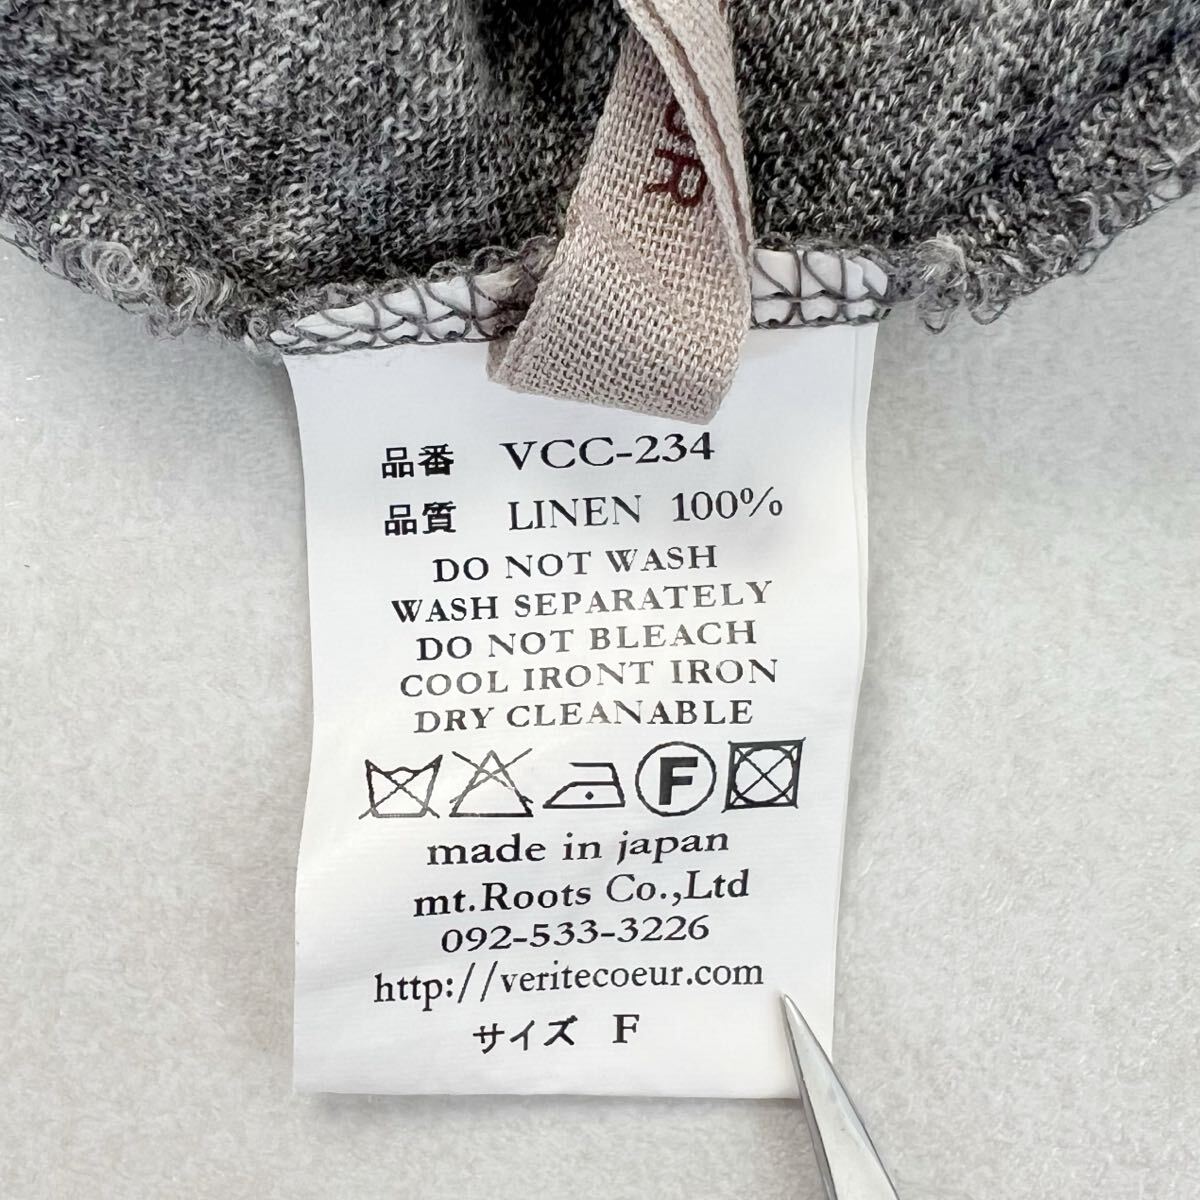 UR
品番 VCC-234
品質 LINEN 100%
DO NOT WASH
WASH SEPARATELY
DO NOT BLEACH
COOL IRONT IRON
DRY CLEANABLE
F
made in japan
mt.Roots Co.,Ltd
092-533-3226
http://veritecoeur.com
サイズ F